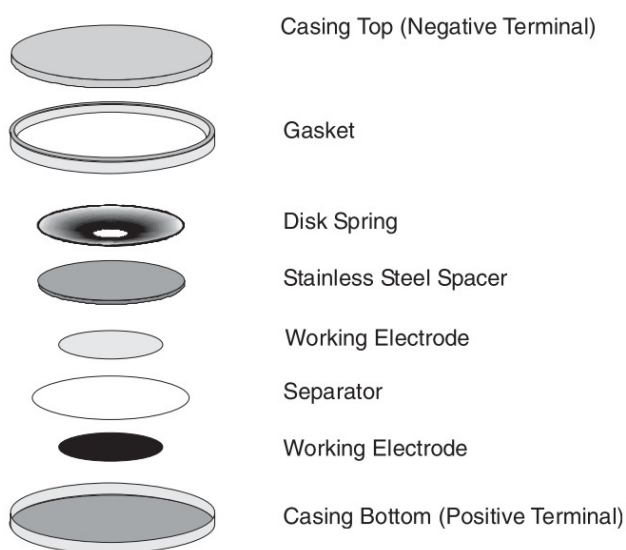 Casing Top (Negative Terminal)
Gasket
Disk Spring
Stainless Steel Spacer
Working Electrode
Separator
Working Electrode
Casing Bottom (Positive Terminal)